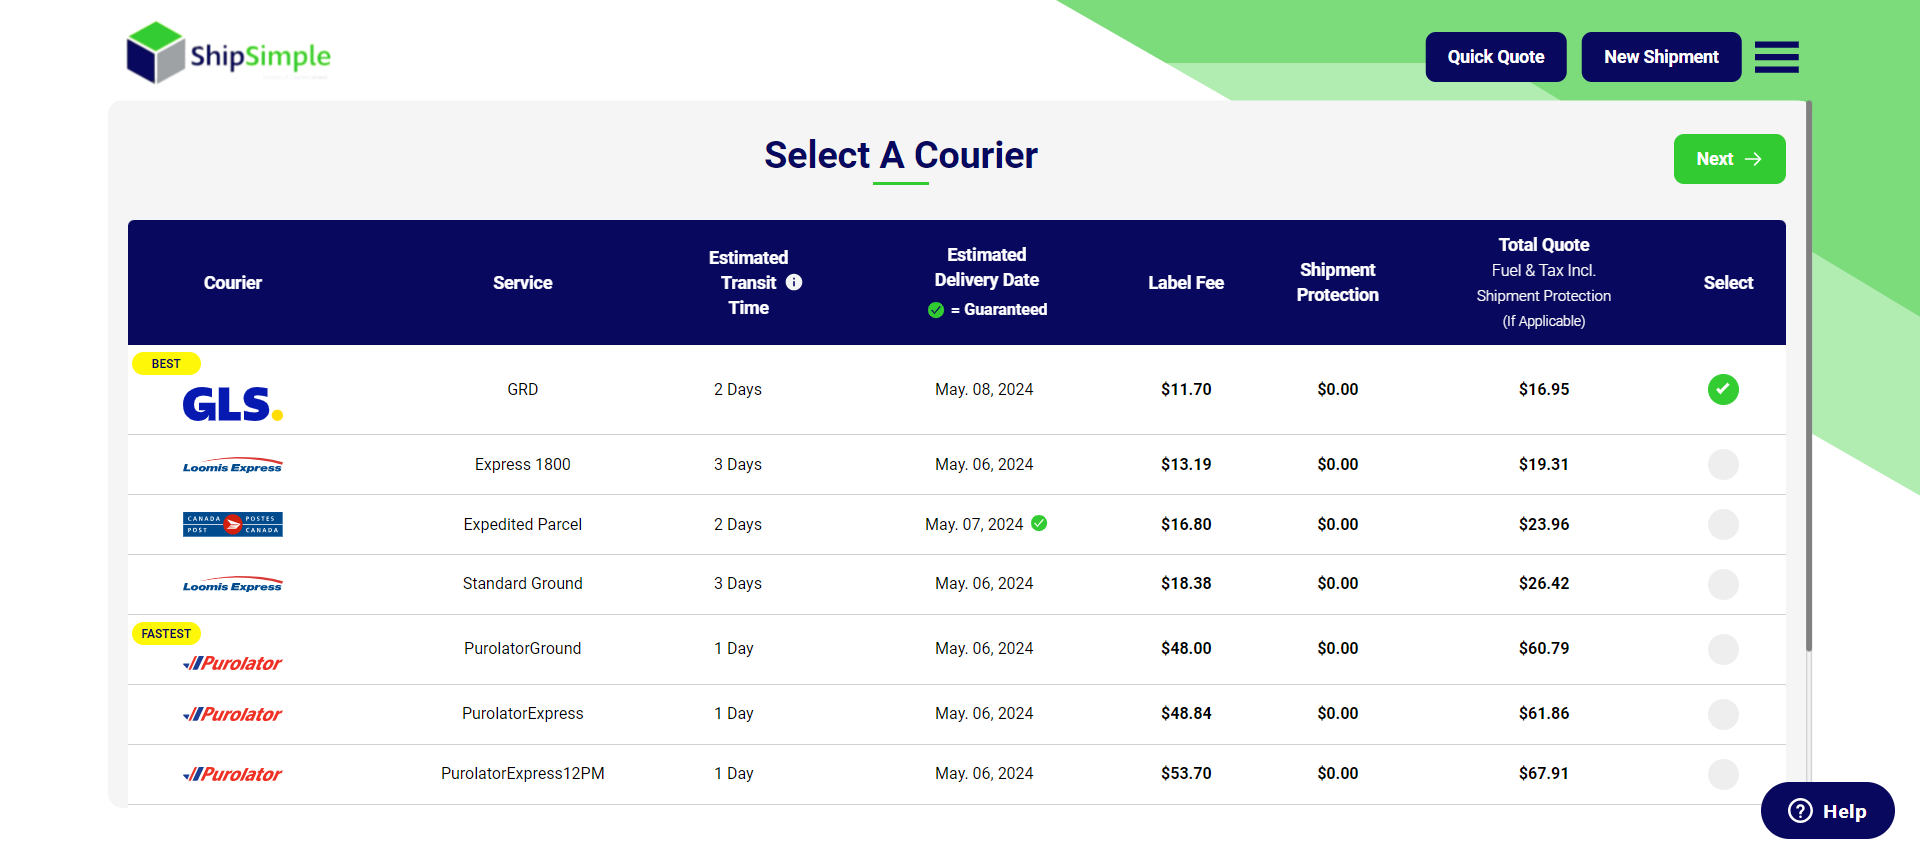 ShipSimple
Quick Quote
New Shipment
Select A Courier
Next →
Courier
Service
Estimated
Transit
Time
Estimated
Delivery Date
= Guaranteed
Label Fee
Shipment
Protection
Total Quote
Fuel & Tax Incl.
Shipment Protection
(If Applicable)
Select
BEST
GLS. GRD 2 Days May. 08, 2024 $11.70 $0.00 $16.95
Loomis Express Express 1800 3 Days May. 06, 2024 $13.19 $0.00 $19.31
CANADA POSTES
POST CANADA
Expedited Parcel 2 Days May. 07, 2024 $16.80 $0.00 $23.96
Loomis Express Standard Ground 3 Days May. 06, 2024 $18.38 $0.00 $26.42
FASTEST
Purolator PurolatorGround 1 Day May. 06, 2024 $48.00 $0.00 $60.79
Purolator PurolatorExpress 1 Day May. 06, 2024 $48.84 $0.00 $61.86
Purolator PurolatorExpress12PM 1 Day May. 06, 2024 $53.70 $0.00 $67.91
Help